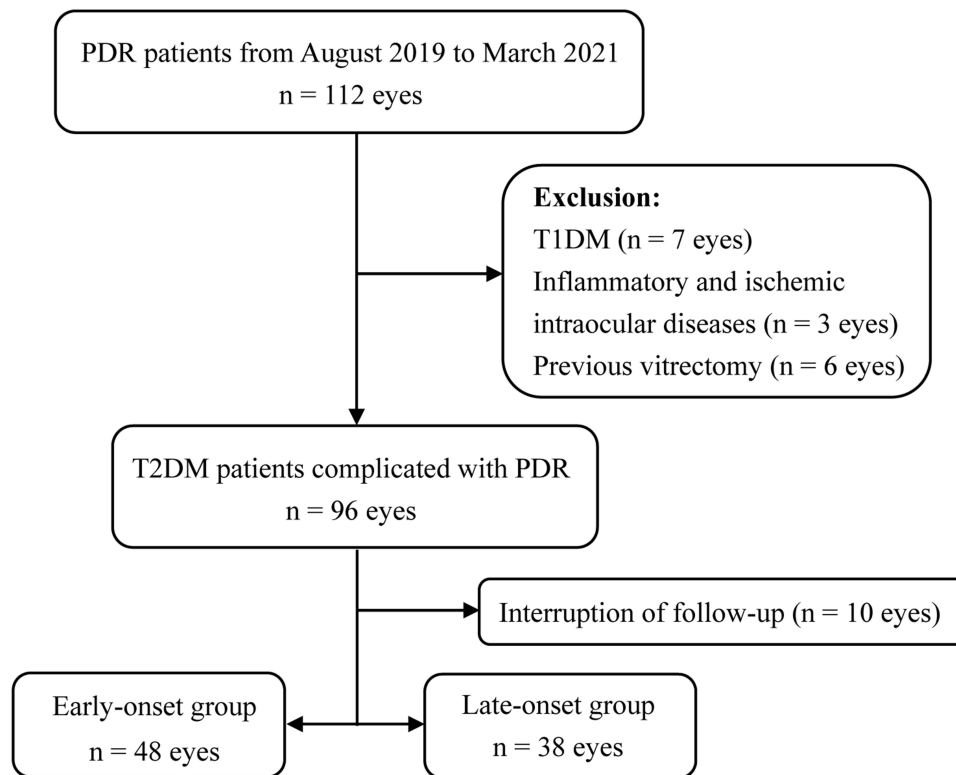 PDR patients from August 2019 to March 2021
n = 112 eyes
Exclusion:
T1DM (n = 7 eyes)
Inflammatory and ischemic
intraocular diseases (n = 3 eyes)
Previous vitrectomy (n = 6 eyes)
T2DM patients complicated with PDR
n = 96 eyes
Interruption of follow-up (n = 10 eyes)
Early-onset group
n = 48 eyes
Late-onset group
n = 38 eyes